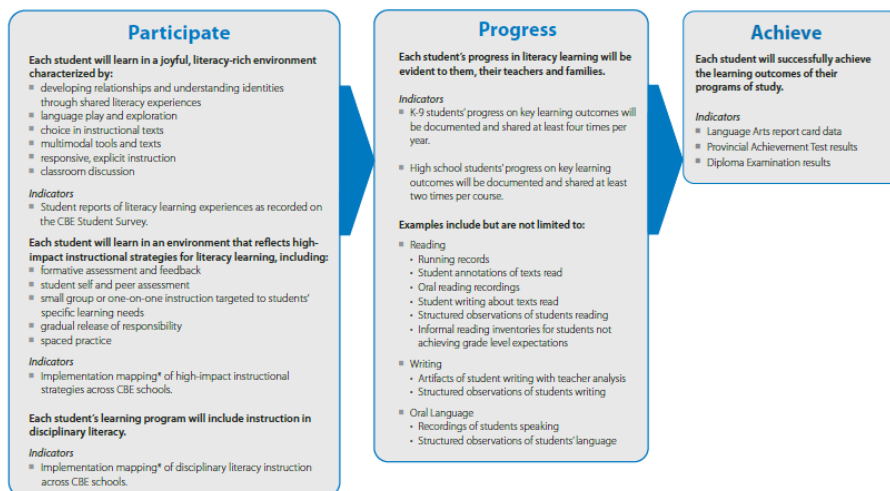 Participate
Each student will learn in a joyful, literacy-rich environment
characterized by:
▪ developing relationships and understanding identities
through shared literacy experiences
▪ language play and exploration
▪ choice in instructional texts
▪ multimodal tools and texts
▪ responsive, explicit instruction
▪ classroom discussion
Indicators
▪ Student reports of literacy learning experiences as recorded on
the CBE Student Survey.
Each student will learn in an environment that reflects high-
impact instructional strategies for literacy learning, including:
▪ formative assessment and feedback
▪ student self and peer assessment
▪ small group or one-on-one instruction targeted to students'
specific learning needs
▪ gradual release of responsibility
▪ spaced practice
Indicators
▪ Implementation mapping* of high-impact instructional
strategies across CBE schools.
Each student's learning program will include instruction in
disciplinary literacy.
Indicators
▪ Implementation mapping* of disciplinary literacy instruction
across CBE schools.
Progress
Each student's progress in literacy learning will be
evident to them, their teachers and families.
Indicators
▪ K-9 students' progress on key learning outcomes will
be documented and shared at least four times per
year.
▪ High school students' progress on key learning
outcomes will be documented and shared at least
two times per course.
Examples include but are not limited to:
▪ Reading
• Running records
• Student annotations of texts read
• Oral reading recordings
• Student writing about texts read
• Structured observations of students reading
• Informal reading inventories for students not
achieving grade level expectations
▪ Writing
• Artifacts of student writing with teacher analysis
• Structured observations of students writing
▪ Oral Language
• Recordings of students speaking
• Structured observations of students' language
Achieve
Each student will successfully achieve
the learning outcomes of their
programs of study.
Indicators
▪ Language Arts report card data
▪ Provincial Achievement Test results
▪ Diploma Examination results